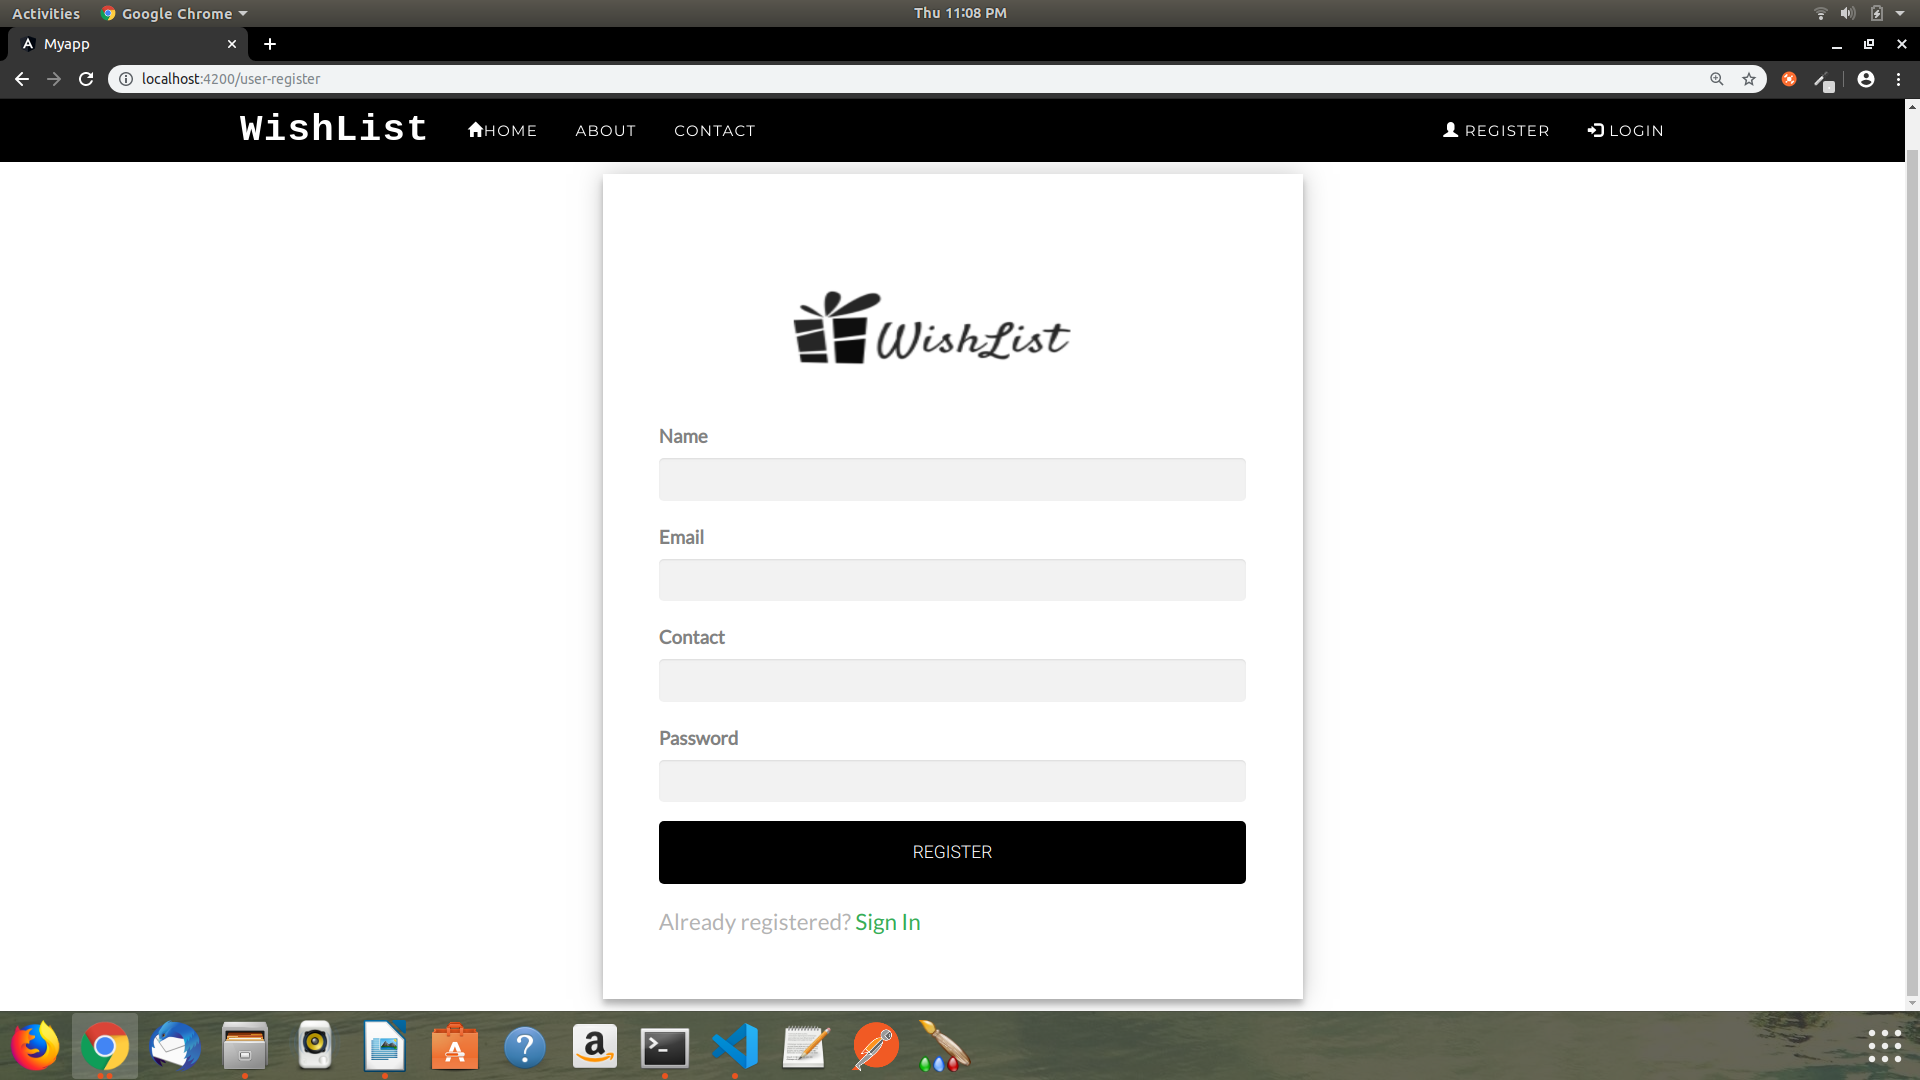 Activities Google Chrome Thu 11:08 PM
Myapp
localhost:4200/user-register
WishList HOME ABOUT CONTACT REGISTER LOGIN
WishList
Name
Email
Contact
Password
REGISTER
Already registered? Sign In